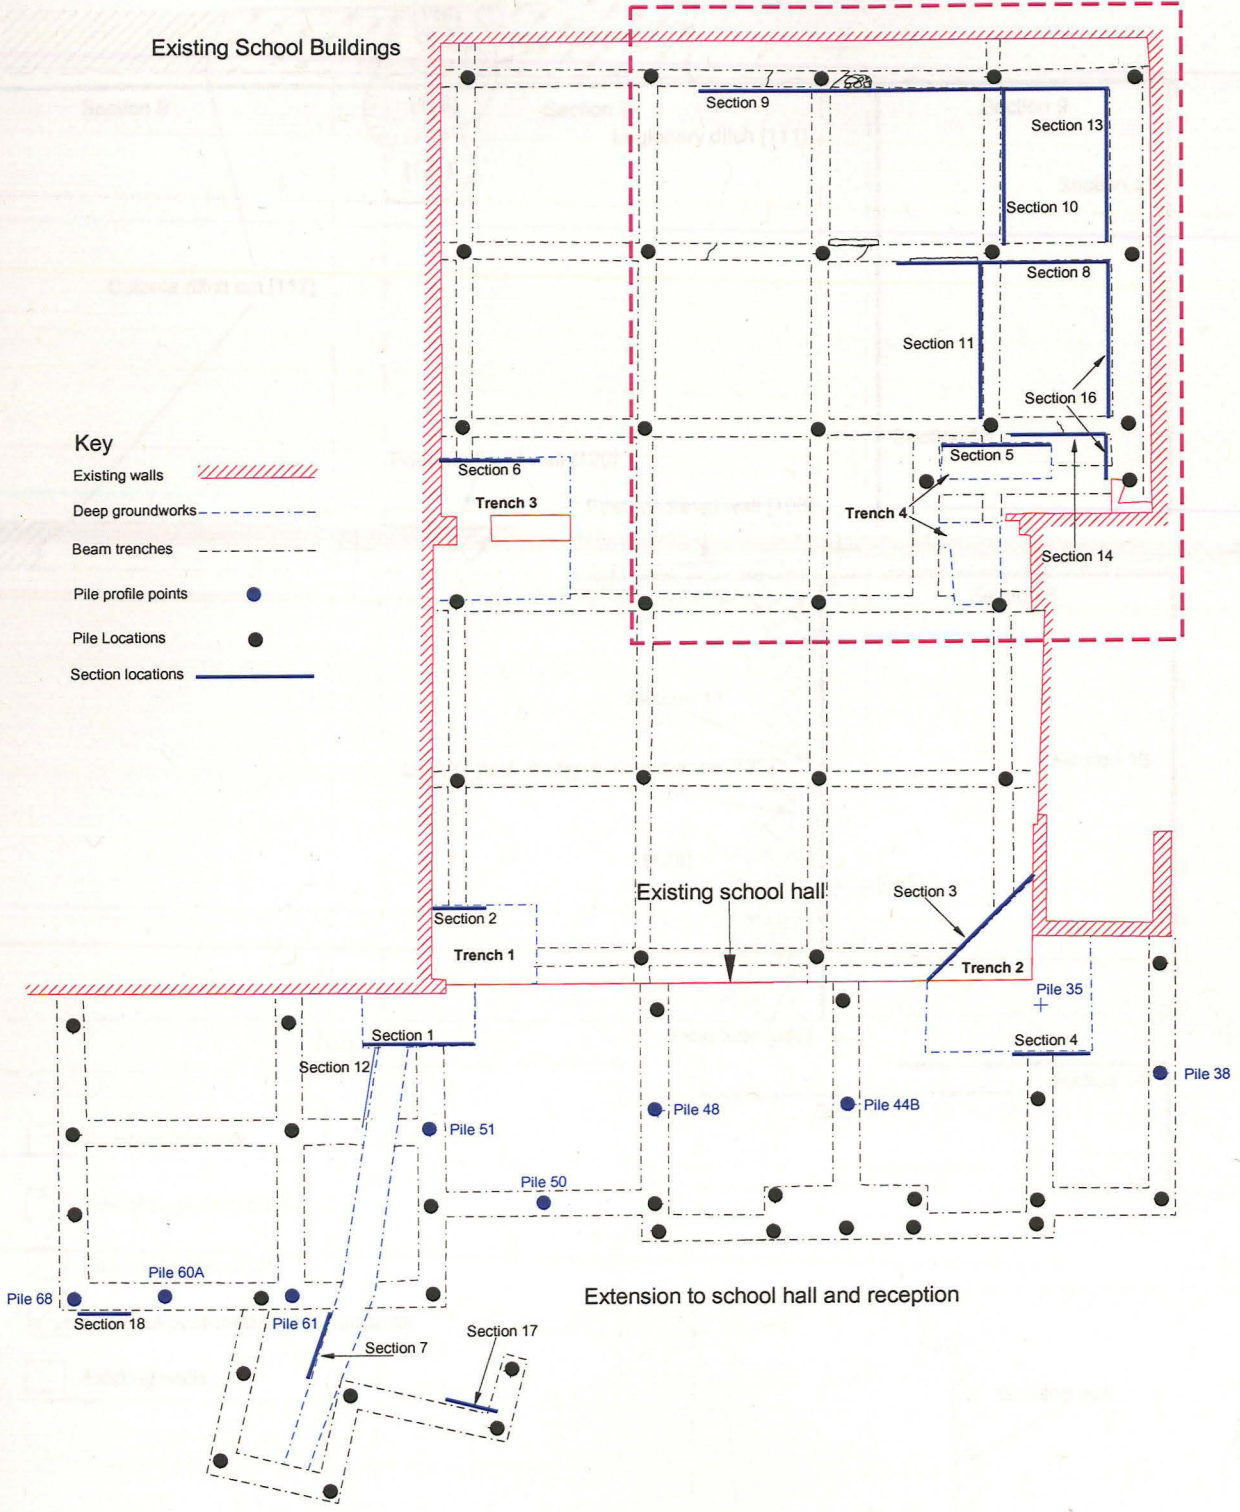 Existing School Buildings
Section 9
Section 13
Section 10
Section 8
Section 11
Section 16
Key
Existing walls
Deep groundworks
Beam trenches
Pile profile points
Pile Locations
Section locations
Section 6
Trench 3
Section 5
Trench 4
Section 14
Existing school hall
Section 3
Section 2
Trench 1
Trench 2
Pile 35
Section 1
Section 4
Section 12
Pile 38
Pile 48
Pile 44B
Pile 51
Pile 50
Pile 60A
Pile 68
Section 18
Pile 61
Extension to school hall and reception
Section 17
Section 7